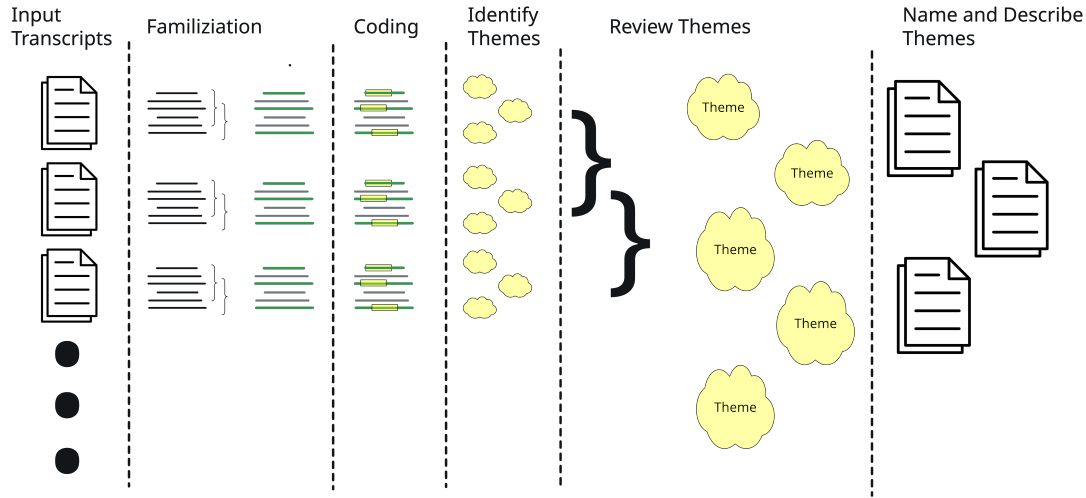 Input
Transcripts
Familiziation
Coding
Identify
Themes
Review Themes
Name and Describe
Themes
Theme
Theme
Theme
Theme
Theme